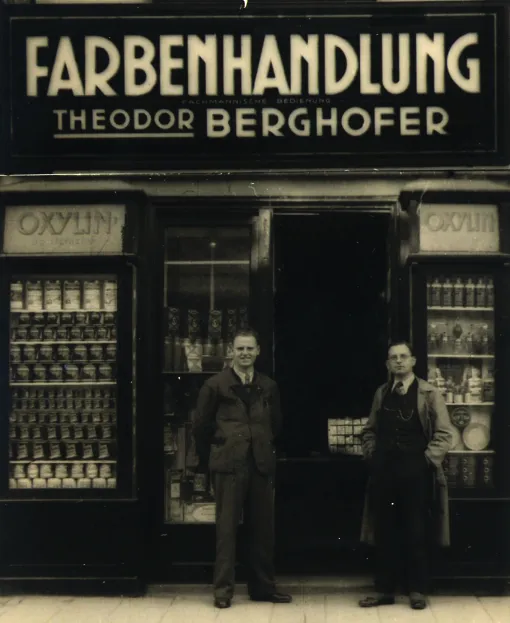 FARBENHANDLUNG
FACHMÄNNISCHE BEDIENUNG
THEODOR BERGHOFER
OXYLIN
OXYLIN